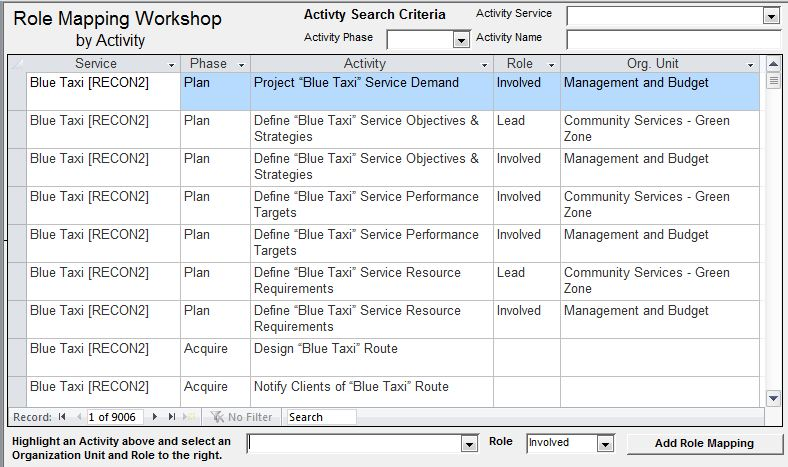 Role Mapping Workshop
by Activity
Activty Search Criteria
Activity Service
Activity Phase
Activity Name
Service Phase Activity Role Org. Unit
Blue Taxi [RECON2] Plan Project “Blue Taxi” Service Demand Involved Management and Budget
Blue Taxi [RECON2] Plan Define “Blue Taxi” Service Objectives & Lead Community Services - Green
Strategies Zone
Blue Taxi [RECON2] Plan Define “Blue Taxi” Service Objectives & Involved Management and Budget
Strategies
Blue Taxi [RECON2] Plan Define “Blue Taxi” Service Performance Involved Community Services - Green
Targets Zone
Blue Taxi [RECON2] Plan Define “Blue Taxi” Service Performance Involved Management and Budget
Targets
Blue Taxi [RECON2] Plan Define “Blue Taxi” Service Resource Lead Community Services - Green
Requirements Zone
Blue Taxi [RECON2] Plan Define “Blue Taxi” Service Resource Involved Management and Budget
Requirements
Blue Taxi [RECON2] Acquire Design “Blue Taxi” Route
Blue Taxi [RECON2] Acquire Notify Clients of “Blue Taxi” Route
Record: 1 of 9006 No Filter Search
Highlight an Activity above and select an
Organization Unit and Role to the right.
Role Involved Add Role Mapping